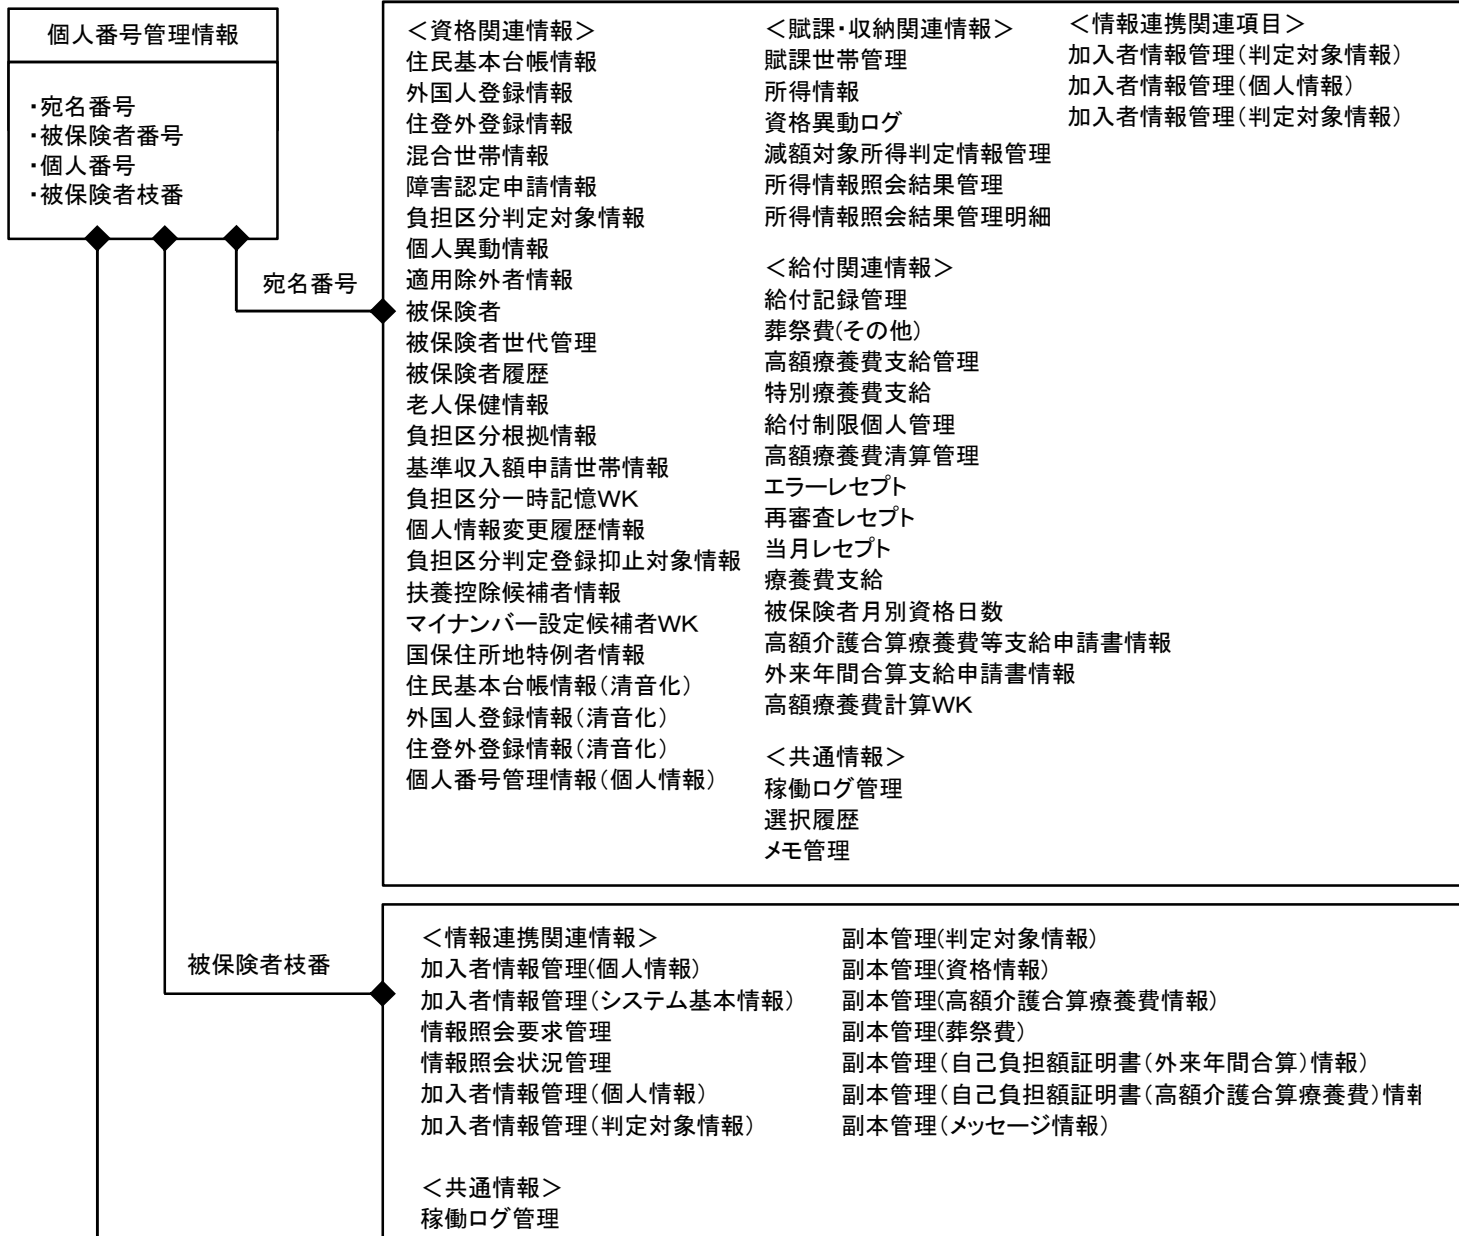 個人番号管理情報
・宛名番号
・被保険者番号
・個人番号
・被保険者枝番
宛名番号
＜資格関連情報＞
住民基本台帳情報
外国人登録情報
住登外登録情報
混合世帯情報
障害認定申請情報
負担区分判定対象情報
個人異動情報
適用除外者情報
被保険者
被保険者世代管理
被保険者履歴
老人保健情報
負担区分根拠情報
基準収入額申請世帯情報
負担区分一時記憶WK
個人情報変更履歴情報
負担区分判定登録抑止対象情報
扶養控除候補者情報
マイナンバー設定候補者WK
国保住所地特例者情報
住民基本台帳情報（清音化）
外国人登録情報（清音化）
住登外登録情報（清音化）
個人番号管理情報（個人情報）
＜賦課・収納関連情報＞
賦課世帯管理
所得情報
資格異動ログ
減額対象所得判定情報管理
所得情報照会結果管理
所得情報照会結果管理明細
＜給付関連情報＞
給付記録管理
葬祭費(その他)
高額療養費支給管理
特別療養費支給
給付制限個人管理
高額療養費清算管理
エラーレセプト
再審査レセプト
当月レセプト
療養費支給
被保険者月別資格日数
高額介護合算療養費等支給申請書情報
外来年間合算支給申請書情報
高額療養費計算WK
＜共通情報＞
稼働ログ管理
選択履歴
メモ管理
＜情報連携関連項目＞
加入者情報管理（判定対象情報）
加入者情報管理（個人情報）
加入者情報管理（判定対象情報）
被保険者枝番
＜情報連携関連情報＞
加入者情報管理(個人情報）
加入者情報管理（システム基本情報）
情報照会要求管理
情報照会状況管理
加入者情報管理（個人情報）
加入者情報管理（判定対象情報）
＜共通情報＞
稼働ログ管理
副本管理(判定対象情報）
副本管理(資格情報）
副本管理(高額介護合算療養費情報）
副本管理(葬祭費）
副本管理（自己負担額証明書（外来年間合算）情報）
副本管理（自己負担額証明書（高額介護合算療養費）情報
副本管理（メッセージ情報）